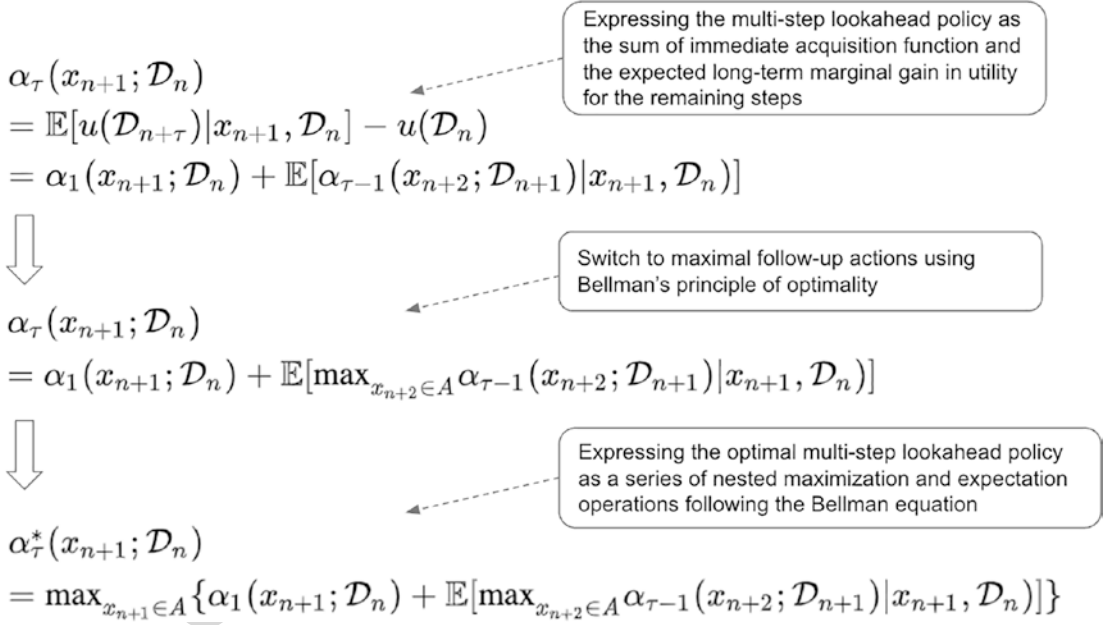 Expressing the multi-step lookahead policy as
the sum of immediate acquisition function and
the expected long-term marginal gain in utility
for the remaining steps
α_τ(x_{n+1}; 𝒟_n)
= 𝔼[u(𝒟_{n+τ})|x_{n+1}, 𝒟_n] − u(𝒟_n)
= α_1(x_{n+1}; 𝒟_n) + 𝔼[α_{τ−1}(x_{n+2}; 𝒟_{n+1})|x_{n+1}, 𝒟_n)]
Switch to maximal follow-up actions using
Bellman's principle of optimality
α_τ(x_{n+1}; 𝒟_n)
= α_1(x_{n+1}; 𝒟_n) + 𝔼[max_{x_{n+2}∈A} α_{τ−1}(x_{n+2}; 𝒟_{n+1})|x_{n+1}, 𝒟_n)]
Expressing the optimal multi-step lookahead policy
as a series of nested maximization and expectation
operations following the Bellman equation
α*_τ(x_{n+1}; 𝒟_n)
= max_{x_{n+1}∈A}{α_1(x_{n+1}; 𝒟_n) + 𝔼[max_{x_{n+2}∈A} α_{τ−1}(x_{n+2}; 𝒟_{n+1})|x_{n+1}, 𝒟_n)]}